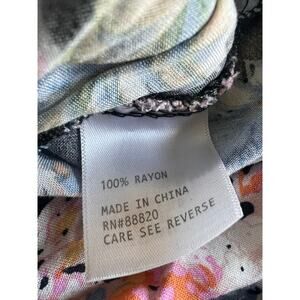 100% RAYON
MADE IN CHINA
RN#88820
CARE SEE REVERSE